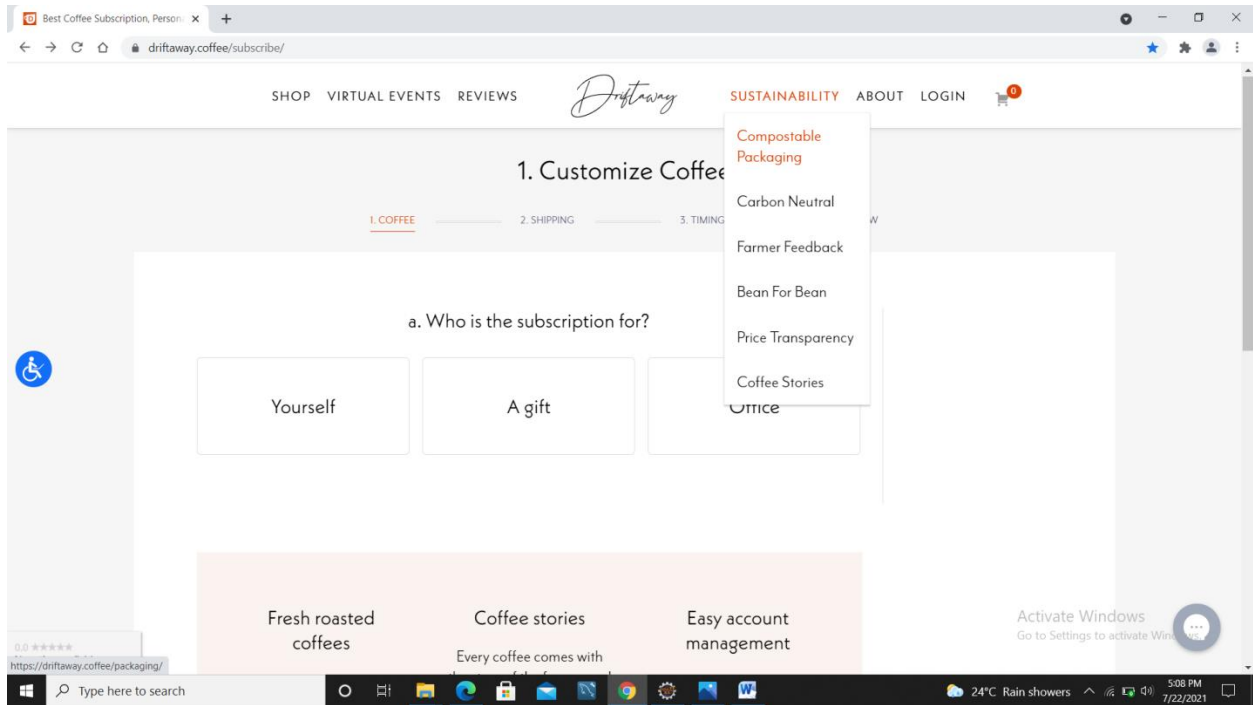 Best Coffee Subscription, Person
driftaway.coffee/subscribe/
SHOP VIRTUAL EVENTS REVIEWS Driftaway SUSTAINABILITY ABOUT LOGIN 0
Compostable
Packaging
Carbon Neutral
Farmer Feedback
Bean For Bean
Price Transparency
Coffee Stories
1. Customize Coffee
1. COFFEE 2. SHIPPING 3. TIMING W
a. Who is the subscription for?
Yourself A gift Office
Fresh roasted
coffees
Coffee stories
Every coffee comes with
Easy account
management
Activate Windows
Go to Settings to activate Windows.
0.0 ★★★★★
https://driftaway.coffee/packaging/
Type here to search
24°C Rain showers
5:08 PM
7/22/2021